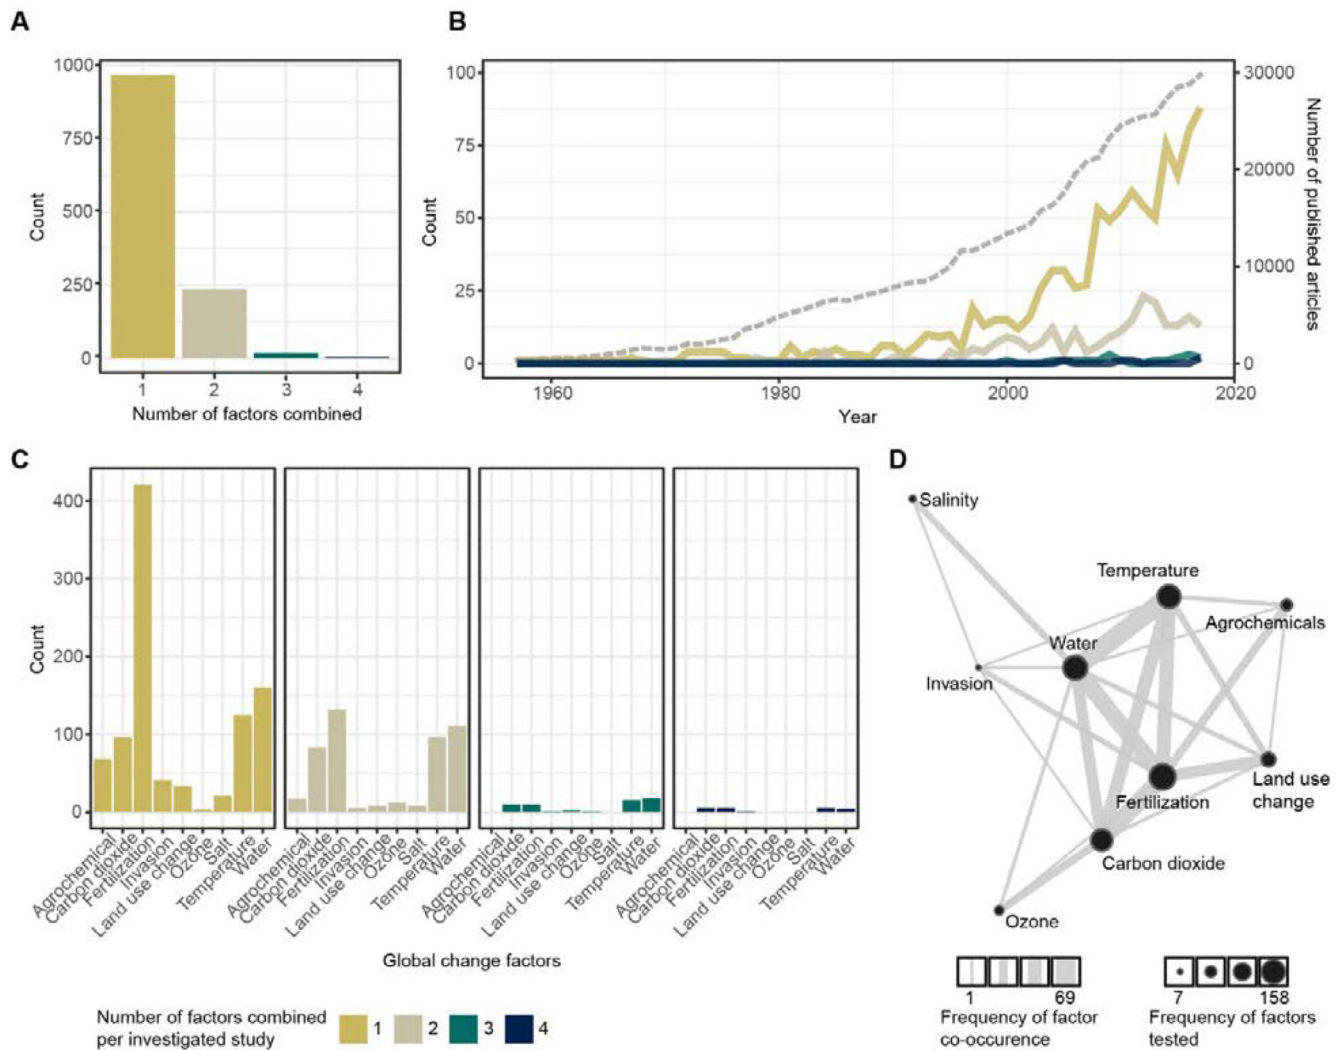 A
1000
750
500
250
0
Count
1
2
3
4
Number of factors combined
B
100
75
50
25
0
Count
30000
20000
10000
0
Number of published articles
1960
1980
2000
2020
Year
C
400
300
200
100
0
Count
Agrochemical
Carbon dioxide
Fertilization
Invasion
Land use change
Ozone
Salt
Temperature
Water
Agrochemical
Carbon dioxide
Fertilization
Invasion
Land use change
Ozone
Salt
Temperature
Water
Agrochemical
Carbon dioxide
Fertilization
Invasion
Land use change
Ozone
Salt
Temperature
Water
Agrochemical
Carbon dioxide
Fertilization
Invasion
Land use change
Ozone
Salt
Temperature
Water
Global change factors
Number of factors combined
per investigated study
1
2
3
4
D
Salinity
Temperature
Agrochemicals
Water
Invasion
Fertilization
Land use
change
Carbon dioxide
Ozone
1
69
Frequency of factor
co-occurence
7
158
Frequency of factors
tested